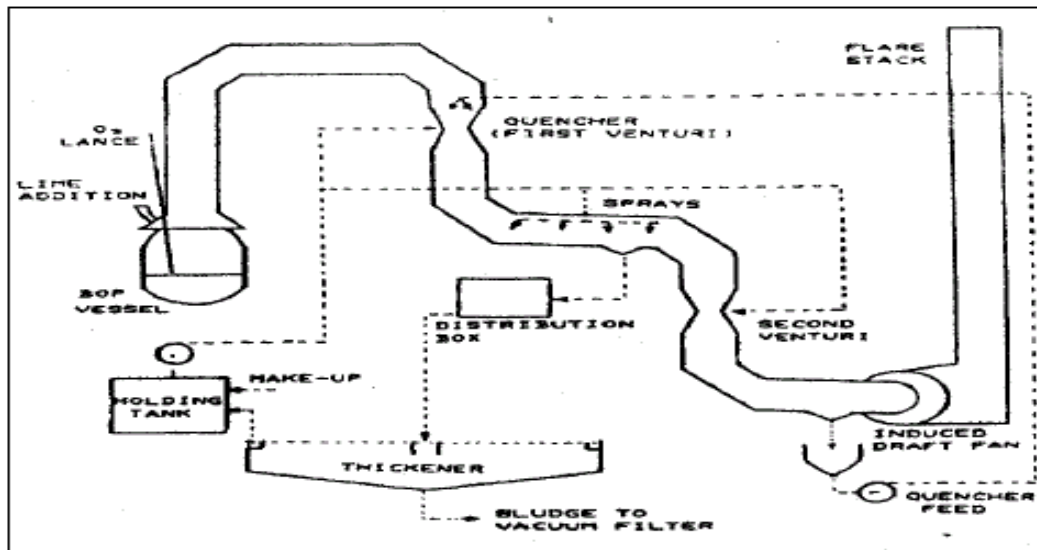 FLARE
STACK
O₂
LANCE
QUENCHER
(FIRST VENTURI)
LIME
ADDITION
SPRAYS
BOP
VESSEL
DISTRIBUTION
BOX
SECOND
VENTURI
MAKE-UP
HOLDING
TANK
THICKENER
INDUCED
DRAFT FAN
SLUDGE TO
VACUUM FILTER
QUENCHER
FEED